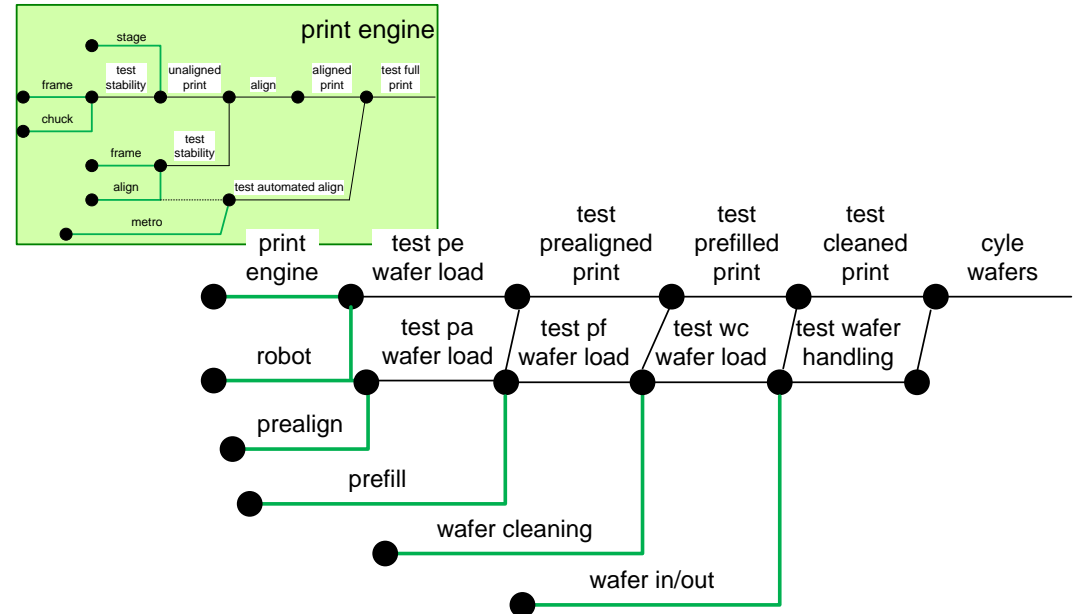 print engine
stage
frame
test
stability
unaligned
print
align
aligned
print
test full
print
chuck
test
stability
frame
align
test automated align
metro
print
engine
test pe
wafer load
test
prealigned
print
test
prefilled
print
test
cleaned
print
cyle
wafers
robot
test pa
wafer load
test pf
wafer load
test wc
wafer load
test wafer
handling
prealign
prefill
wafer cleaning
wafer in/out